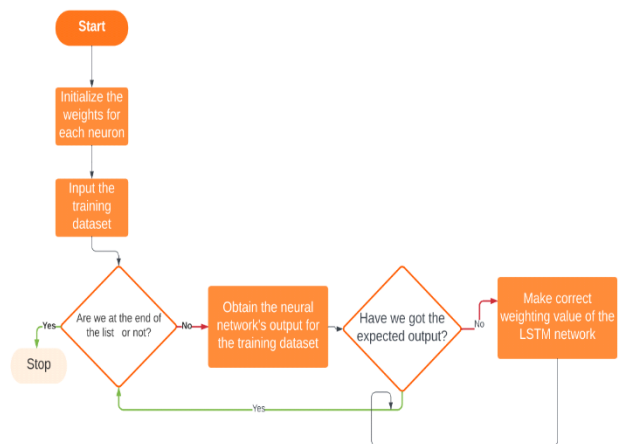 Start
Initialize the
weights for
each neuron
Input the
training
dataset
Are we at the end of
the list or not?
Yes
No
Stop
Obtain the neural
network's output for
the training dataset
Have we got the
expected output?
No
Make correct
weighting value of the
LSTM network
Yes